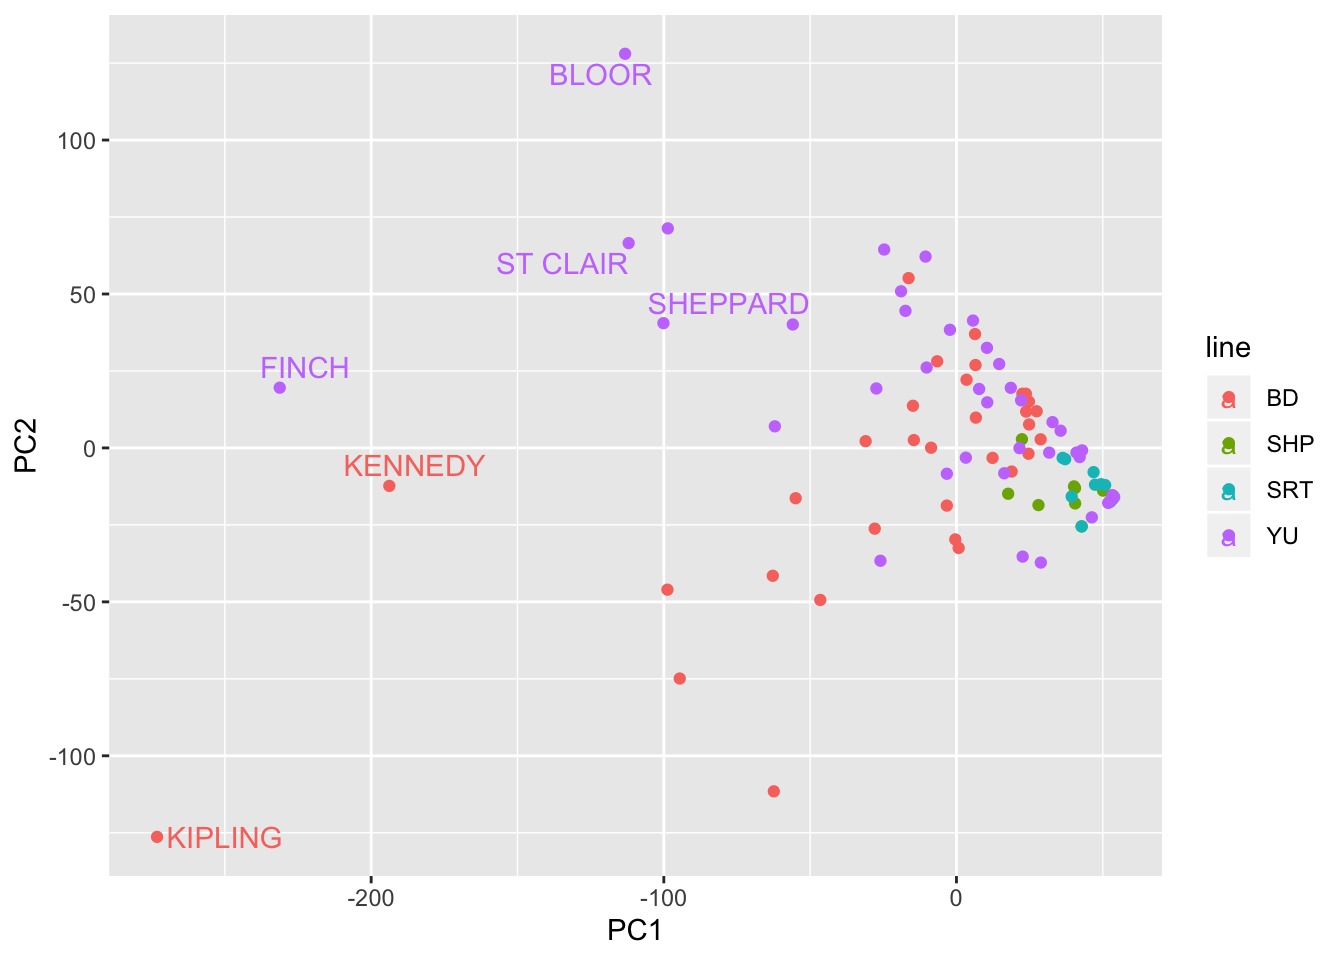 BLOOR
100
ST CLAIR
50
SHEPPARD
FINCH
line
a BD
PC2
0
KENNEDY
a SHP
a SRT
a YU
-50
-100
KIPLING
-200
-100
0
PC1